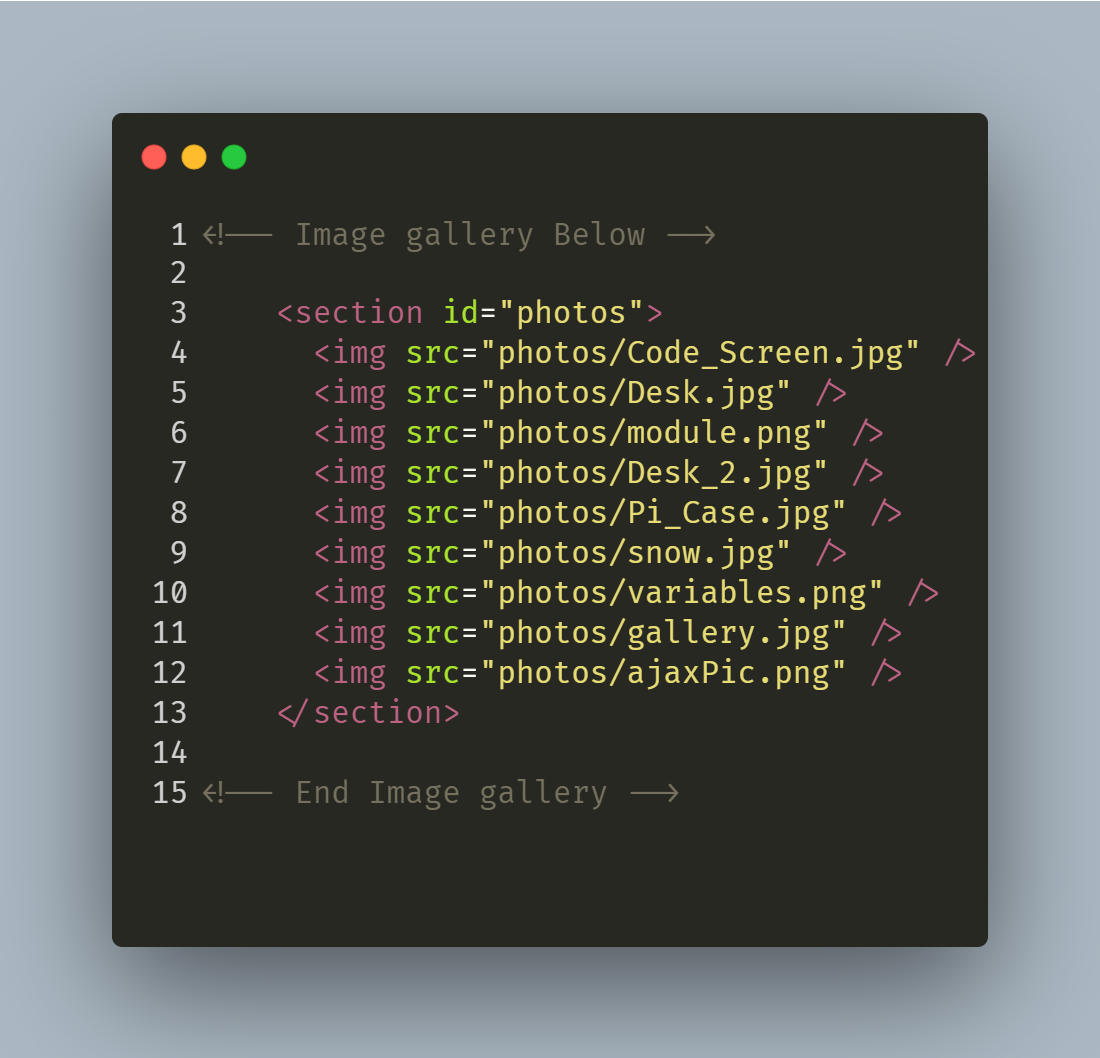 1 <!-- Image gallery Below -->
2
3 <section id="photos">
4 <img src="photos/Code_Screen.jpg" />
5 <img src="photos/Desk.jpg" />
6 <img src="photos/module.png" />
7 <img src="photos/Desk_2.jpg" />
8 <img src="photos/Pi_Case.jpg" />
9 <img src="photos/snow.jpg" />
10 <img src="photos/variables.png" />
11 <img src="photos/gallery.jpg" />
12 <img src="photos/ajaxPic.png" />
13 </section>
14
15 <!-- End Image gallery -->